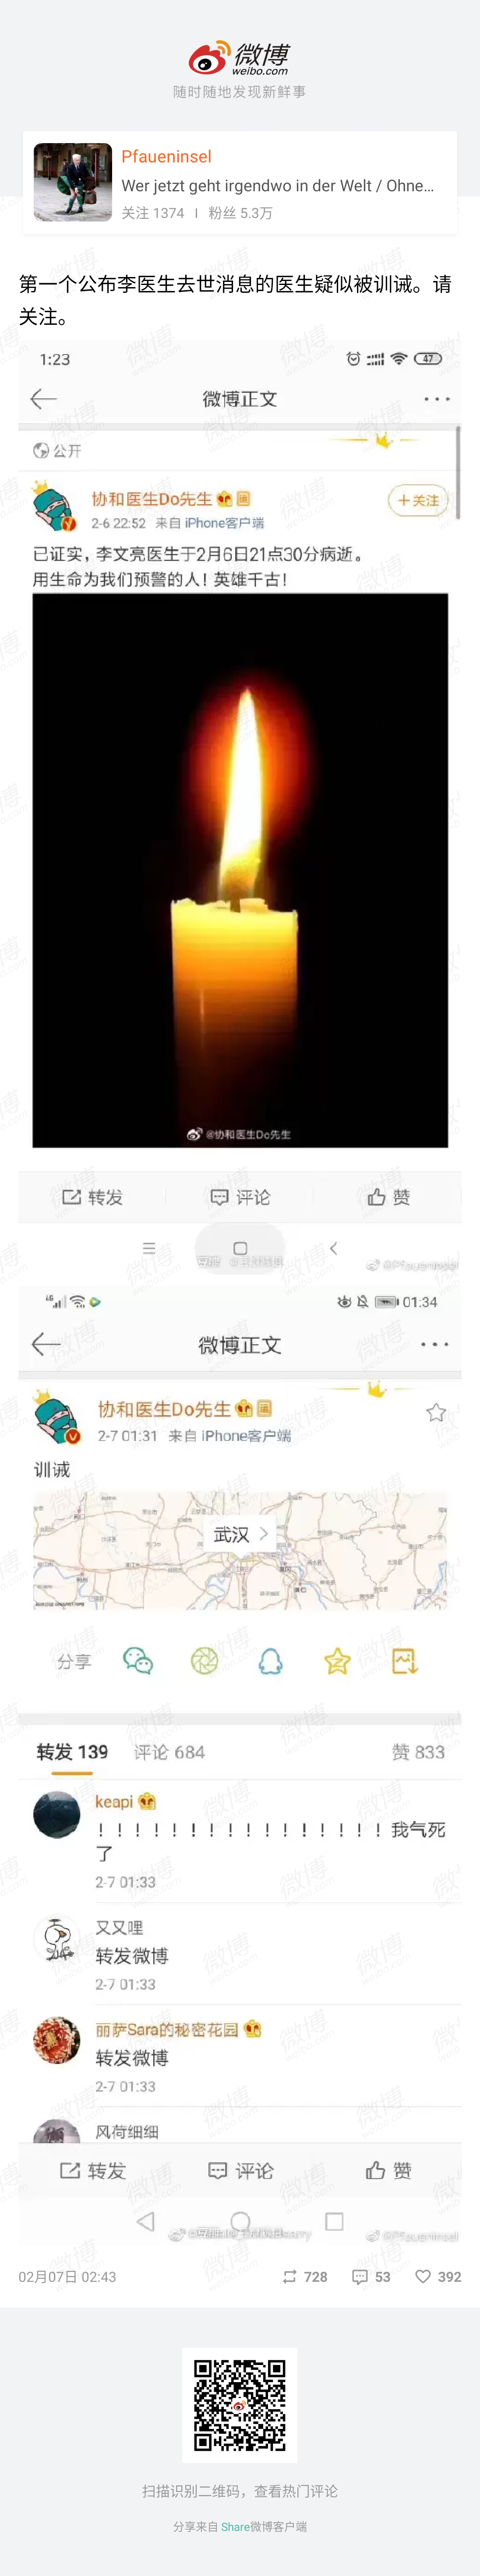 微博
weibo.com
随时随地发现新鲜事
Pfaueninsel
Wer jetzt geht irgendwo in der Welt / Ohne...
关注 1374 | 粉丝 5.3万
第一个公布李医生去世消息的医生疑似被训诫。请
关注。
1:23
47
微博正文
公开
协和医生Do先生
+关注
2-6 22:52 来自 iPhone客户端
已证实,李文亮医生于2月6日21点30分病逝。
用生命为我们预警的人!英雄千古!
@协和医生Do先生
转发 评论 赞
@Pfaueninsel
4G
01:34
微博正文
协和医生Do先生
2-7 01:31 来自 iPhone客户端
训诫
武汉
分享
转发 139 评论 684 赞 833
keapi
!!!!!!!!!!!!!!!!我气死
了
2-7 01:33
又又哩
转发微博
2-7 01:33
丽萨Sara的秘密花园
转发微博
2-7 01:33
风荷细细
转发 评论 赞
@Pfaueninsel
02月07日 02:43
728 53 392
扫描识别二维码,查看热门评论
分享来自 Share微博客户端